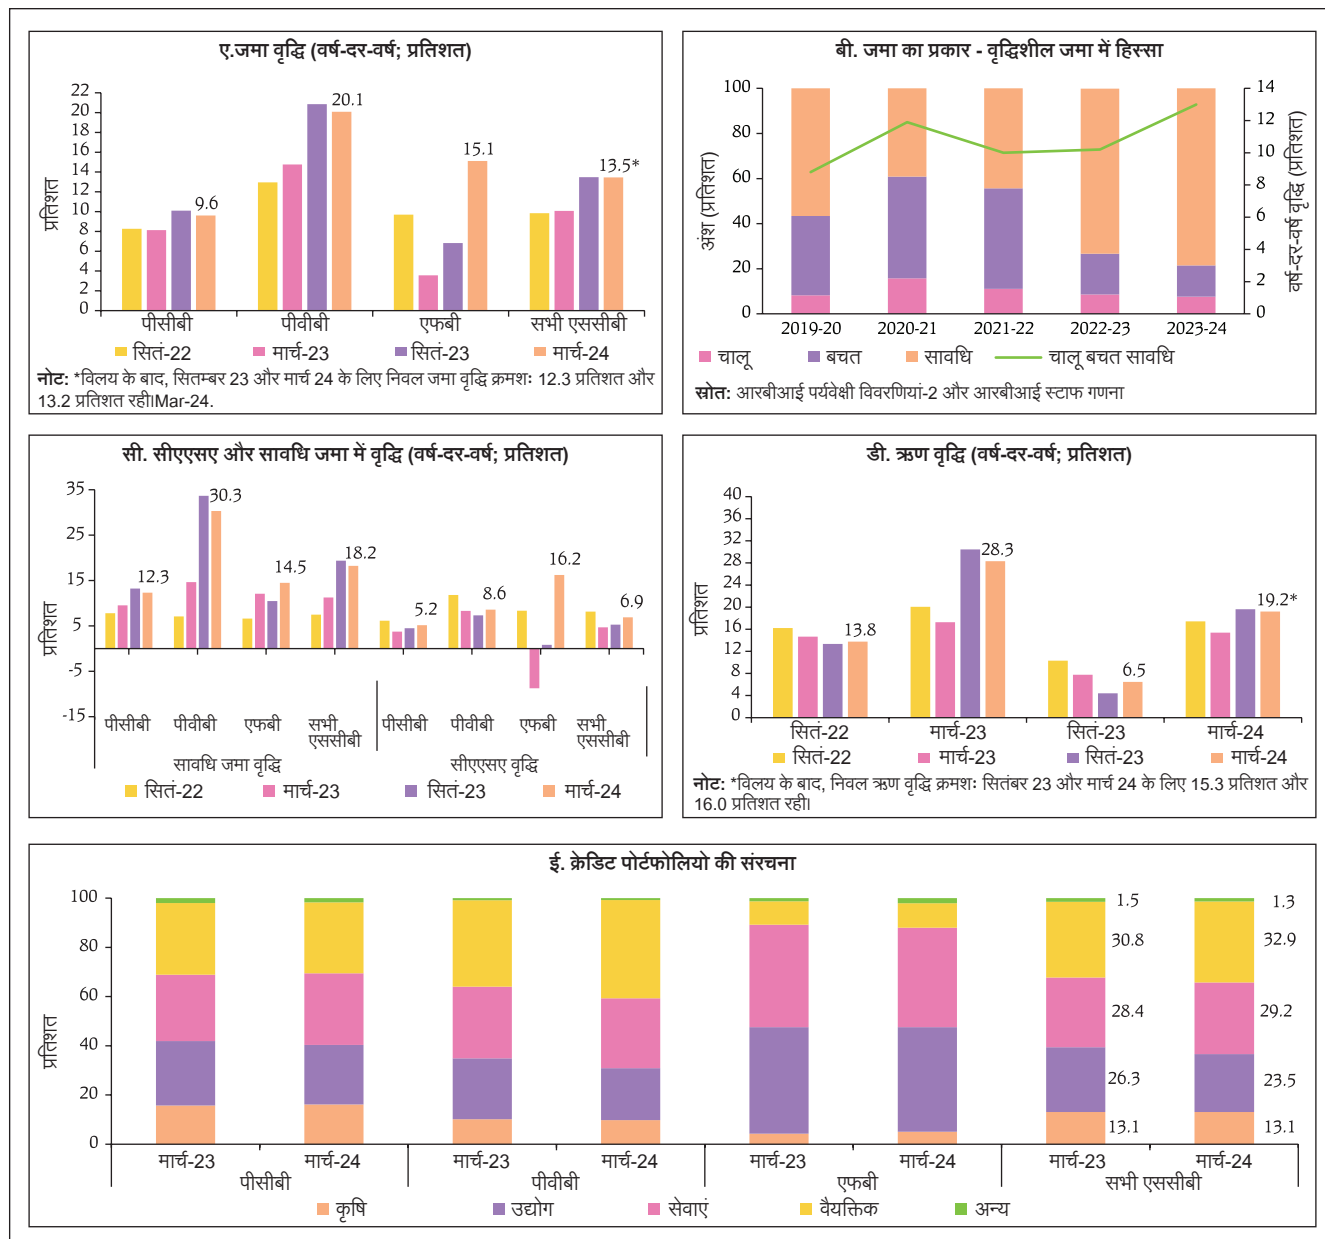 ए.जमा वृद्धि (वर्ष-दर-वर्ष; प्रतिशत)
प्रतिशत
22
20
18
16
14
12
10
8
6
4
2
0
9.6
20.1
15.1
13.5*
पीसीबी पीवीबी एफबी सभी एससीबी
सितं-22 मार्च-23 सितं-23 मार्च-24
नोट: *विलय के बाद, सितम्बर 23 और मार्च 24 के लिए निवल जमा वृद्धि क्रमशः 12.3 प्रतिशत और
13.2 प्रतिशत रही।Mar-24.
बी. जमा का प्रकार - वृद्धिशील जमा में हिस्सा
अंश (प्रतिशत)
100
80
60
40
20
0
14
12
10
8
6
4
2
0
वर्ष-दर-वर्ष वृद्धि (प्रतिशत)
2019-20 2020-21 2021-22 2022-23 2023-24
चालू बचत सावधि चालू बचत सावधि
स्रोत: आरबीआई पर्यवेक्षी विवरणियां-2 और आरबीआई स्टाफ गणना
सी. सीएएसए और सावधि जमा में वृद्धि (वर्ष-दर-वर्ष; प्रतिशत)
प्रतिशत
35
25
15
5
-5
-15
12.3
30.3
14.5
18.2
5.2
8.6
16.2
6.9
पीसीबी पीवीबी एफबी सभी एससीबी पीसीबी पीवीबी एफबी सभी एससीबी
सावधि जमा वृद्धि सीएएसए वृद्धि
सितं-22 मार्च-23 सितं-23 मार्च-24
डी. ऋण वृद्धि (वर्ष-दर-वर्ष; प्रतिशत)
प्रतिशत
40
36
32
28
24
20
16
12
8
4
0
13.8
28.3
6.5
19.2*
सितं-22 मार्च-23 सितं-23 मार्च-24
सितं-22 मार्च-23 सितं-23 मार्च-24
नोट: *विलय के बाद, निवल ऋण वृद्धि क्रमशः सितंबर 23 और मार्च 24 के लिए 15.3 प्रतिशत और
16.0 प्रतिशत रही।
ई. क्रेडिट पोर्टफोलियो की संरचना
प्रतिशत
100
80
60
40
20
0
1.5 1.3
30.8 32.9
28.4 29.2
26.3 23.5
13.1 13.1
मार्च-23 मार्च-24 मार्च-23 मार्च-24 मार्च-23 मार्च-24 मार्च-23 मार्च-24
पीसीबी पीवीबी एफबी सभी एससीबी
कृषि उद्योग सेवाएं वैयक्तिक अन्य